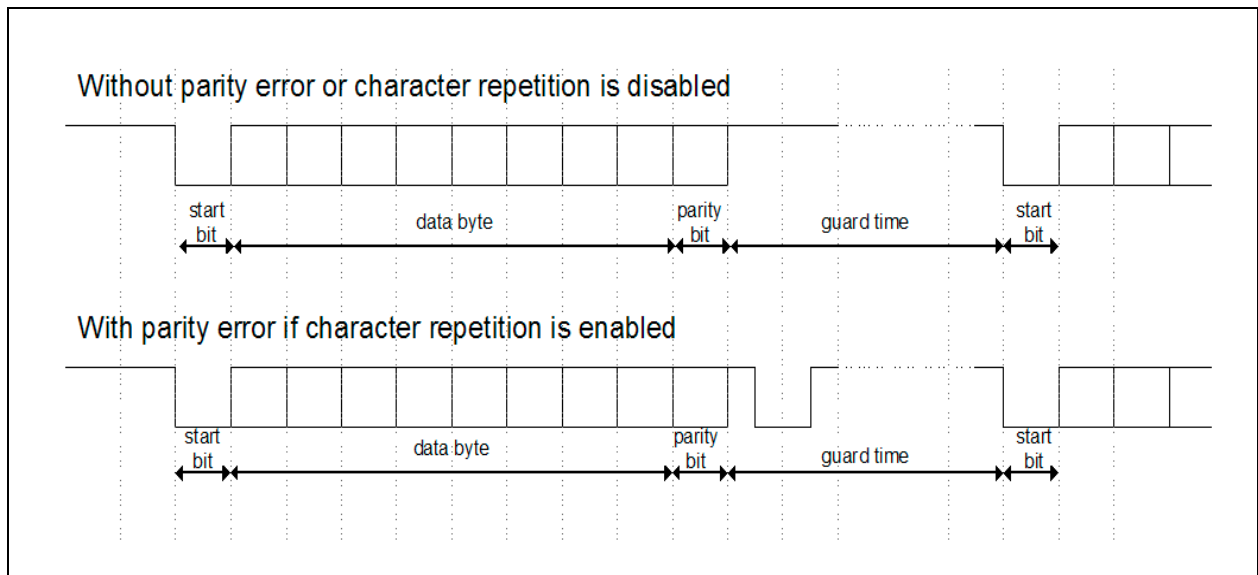 Without parity error or character repetition is disabled
start
bit
data byte
parity
bit
guard time
start
bit
With parity error if character repetition is enabled
start
bit
data byte
parity
bit
guard time
start
bit